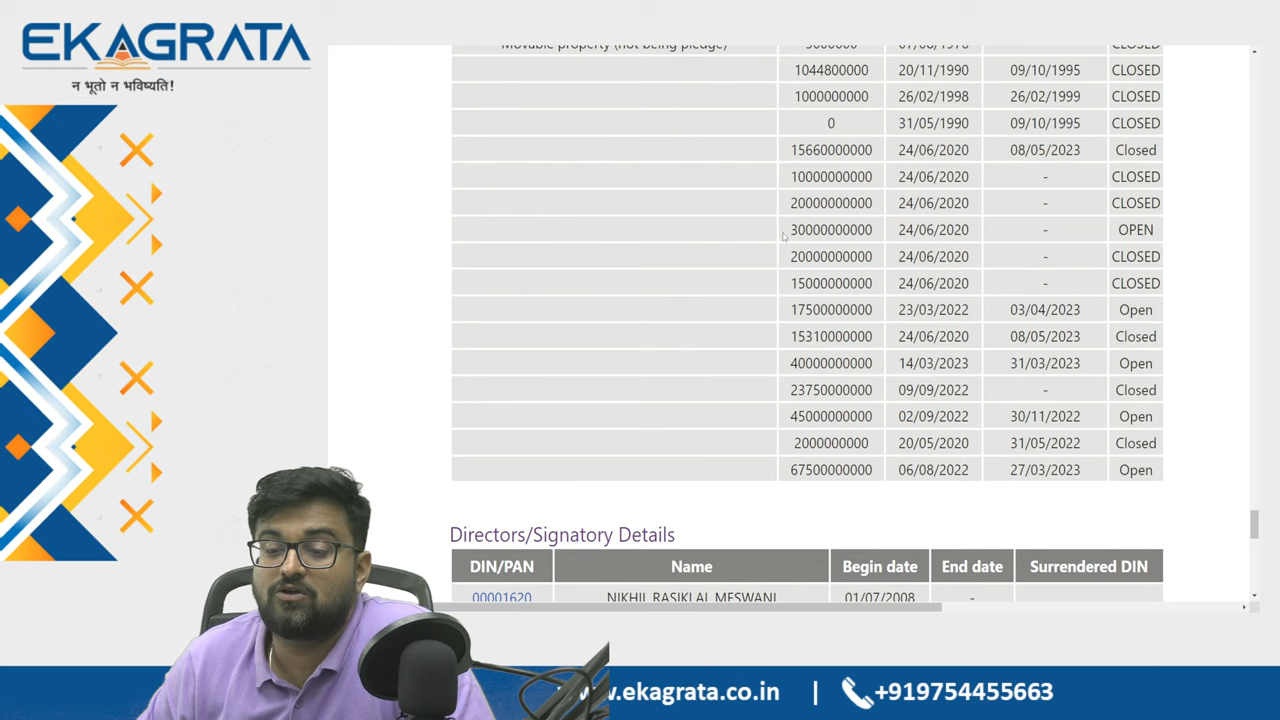 EKAGRATA
न भूतो न भविष्यति!
Movable property (not being pledge) CLOSED
1044800000 20/11/1990 09/10/1995 CLOSED
1000000000 26/02/1998 26/02/1999 CLOSED
0 31/05/1990 09/10/1995 CLOSED
15660000000 24/06/2020 08/05/2023 Closed
10000000000 24/06/2020 - CLOSED
20000000000 24/06/2020 - CLOSED
30000000000 24/06/2020 - OPEN
20000000000 24/06/2020 - CLOSED
15000000000 24/06/2020 - CLOSED
17500000000 23/03/2022 03/04/2023 Open
15310000000 24/06/2020 08/05/2023 Closed
40000000000 14/03/2023 31/03/2023 Open
23750000000 09/09/2022 - Closed
45000000000 02/09/2022 30/11/2022 Open
2000000000 20/05/2020 31/05/2022 Closed
67500000000 06/08/2022 27/03/2023 Open
Directors/Signatory Details
DIN/PAN Name Begin date End date Surrendered DIN
00001620 NIKHIL RASIKLAL MESWANI 01/07/2008 -
www.ekagrata.co.in | +919754455663